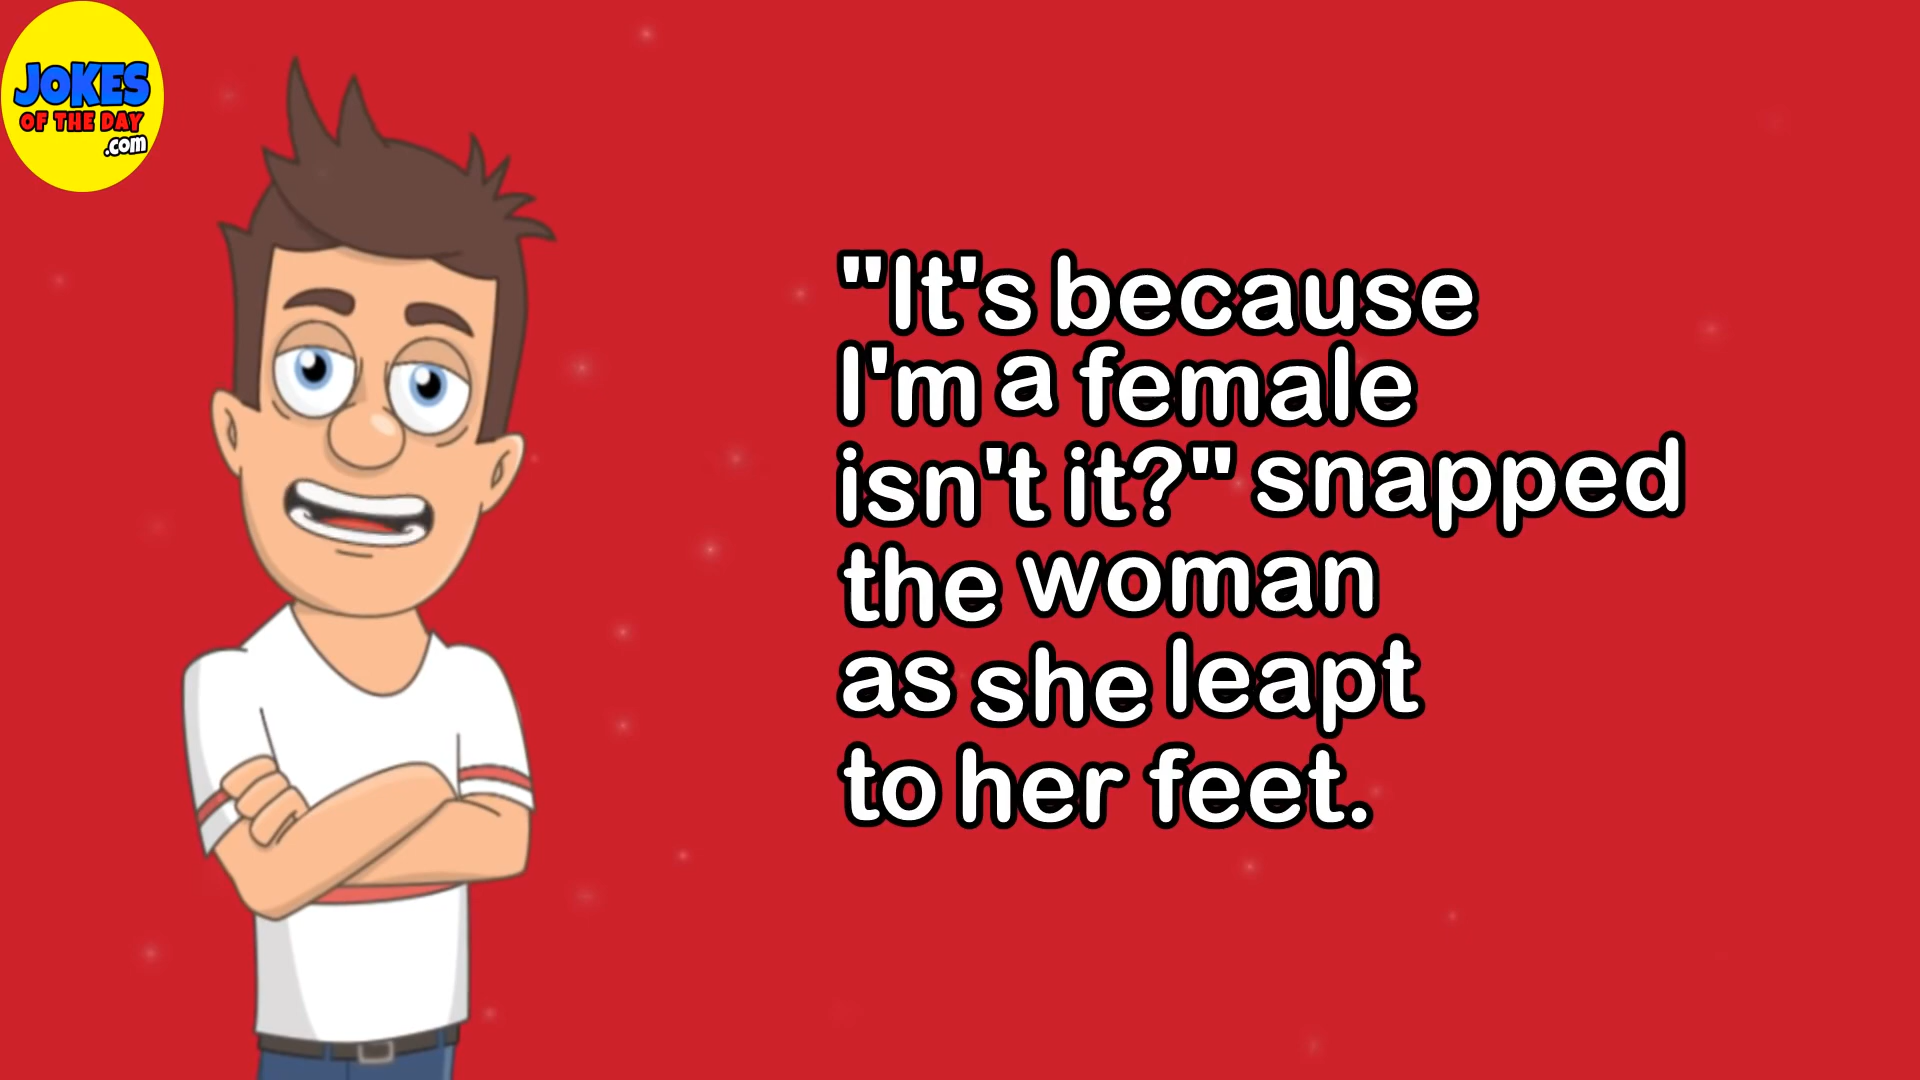 JOKES
OF THE DAY
.com
"It's because
I'm a female
isn't it?" snapped
the woman
as she leapt
to her feet.